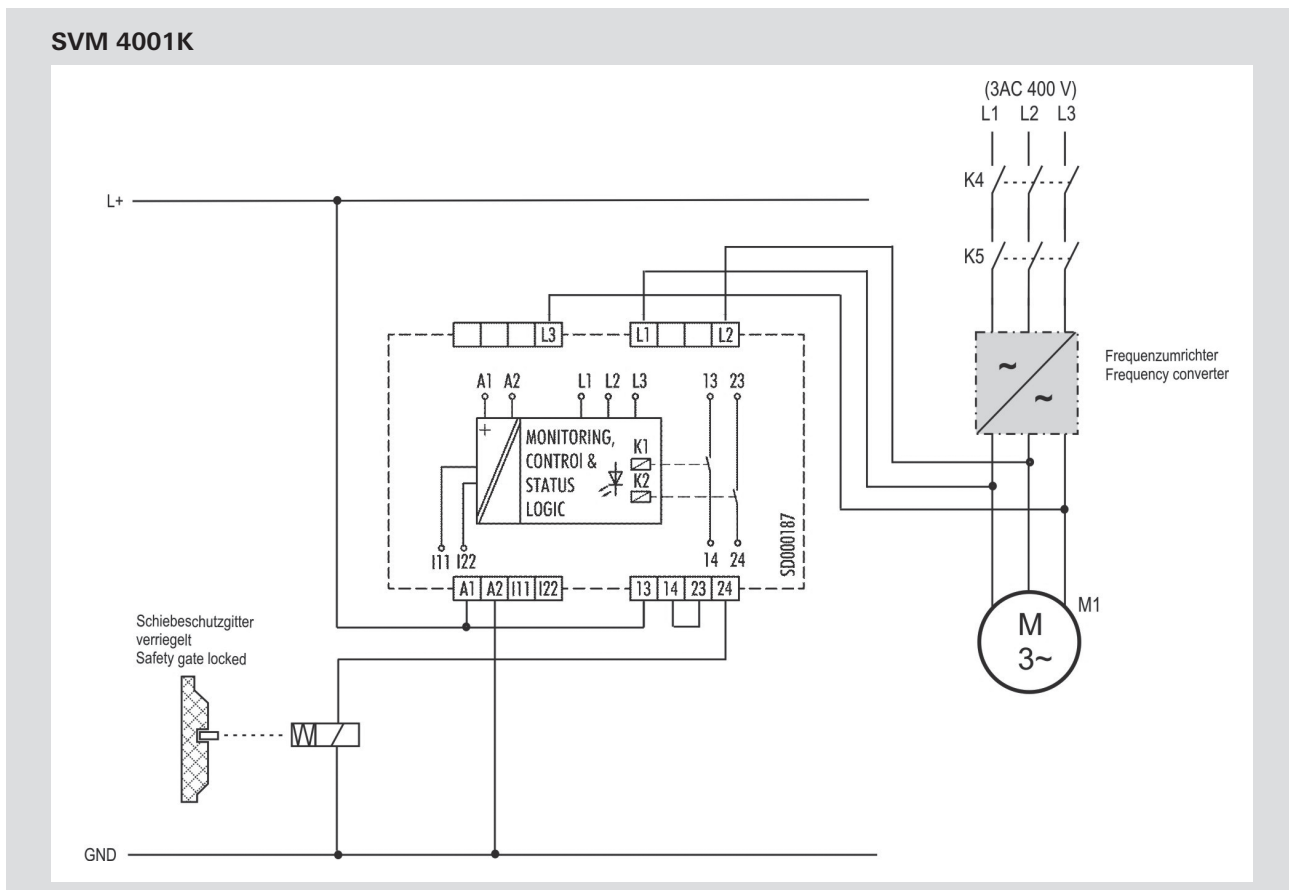 SVM 4001K
(3AC 400 V)
L1 L2 L3
K4
L+
K5
L3 L1 L2
Frequenzumrichter
Frequency converter
~
~
A1 A2 L1 L2 L3 13 23
+
MONITORING,
CONTROl &
STATUS
LOGIC
K1
K2
I11 I22 14 24
SD000187
A1 A2 I11 I22 13 14 23 24
M1
M
3~
Schiebeschutzgitter
verriegelt
Safety gate locked
GND